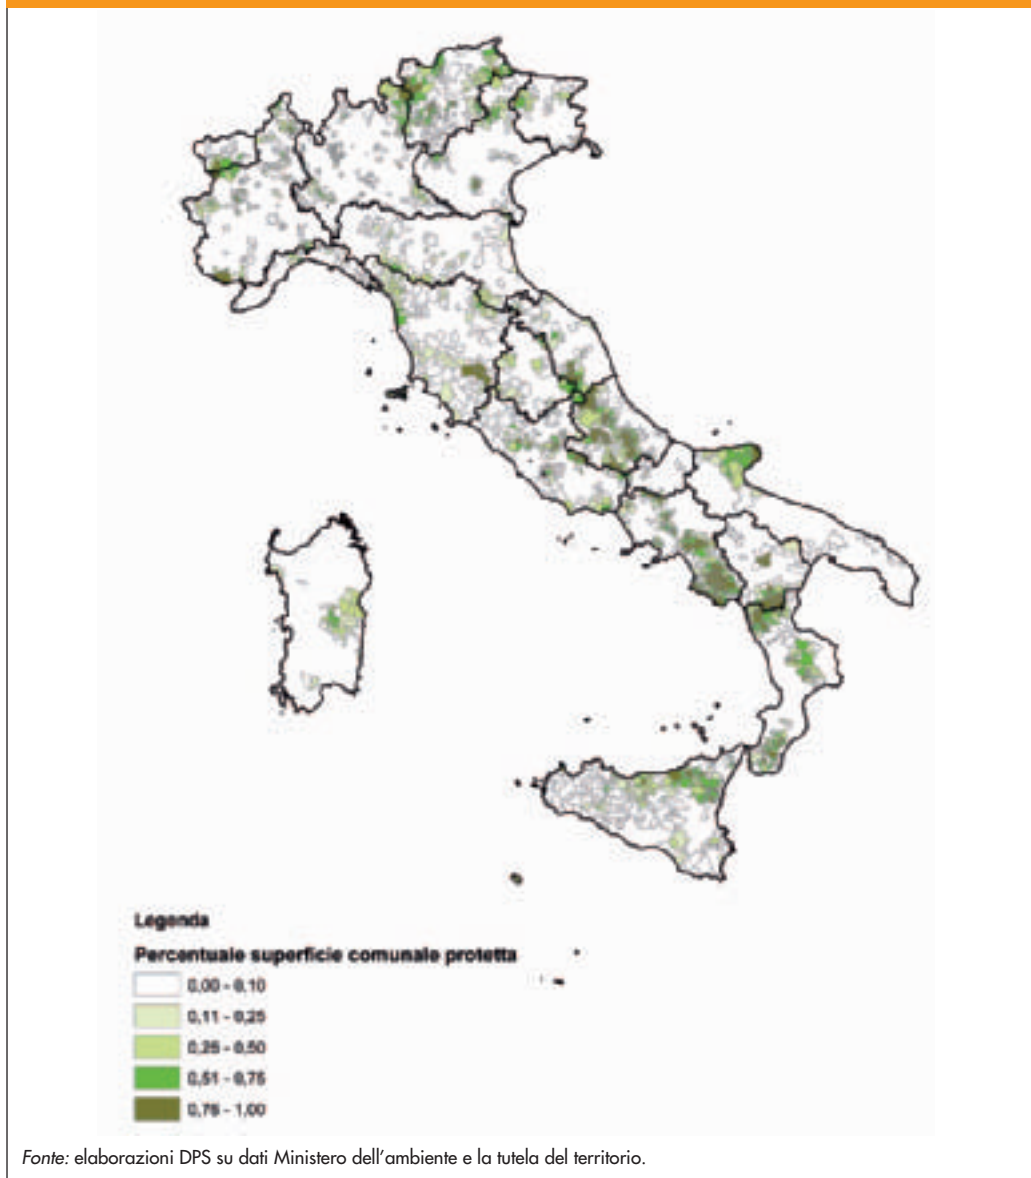 Legenda
Percentuale superficie comunale protetta
0,00 - 0,10
0,11 - 0,25
0,26 - 0,50
0,51 - 0,75
0,76 - 1,00
Fonte: elaborazioni DPS su dati Ministero dell'ambiente e la tutela del territorio.